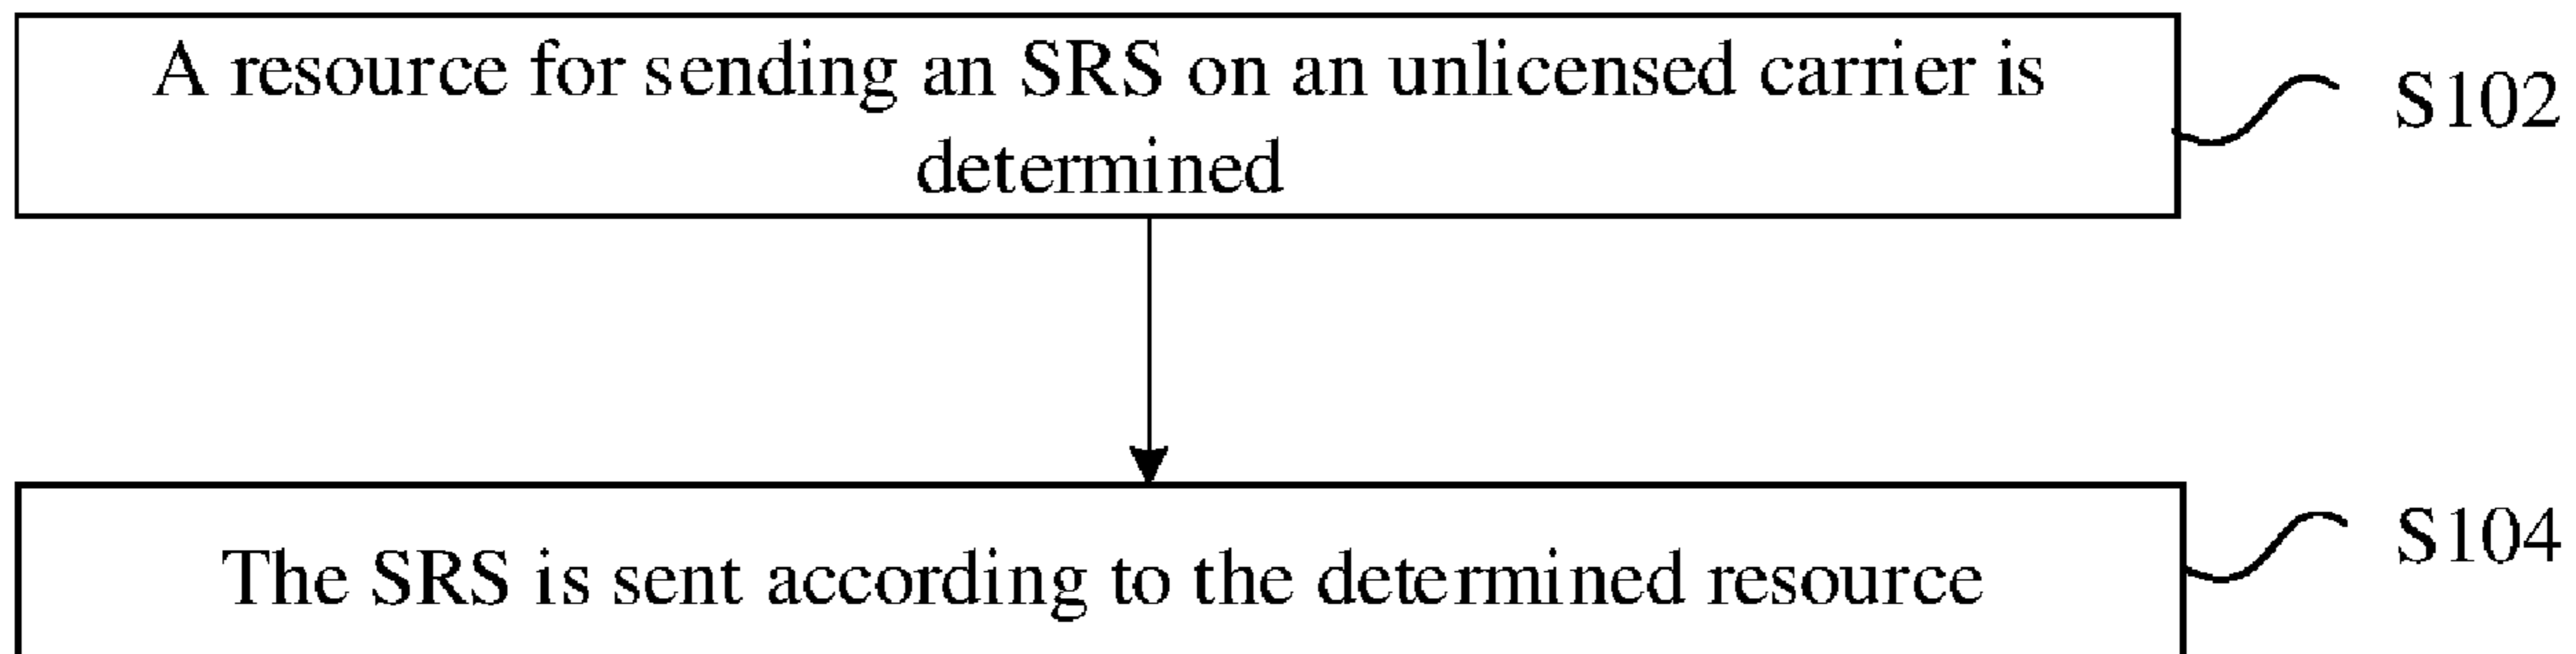 A resource for sending an SRS on an unlicensed carrier is
determined
S102
The SRS is sent according to the determined resource
S104